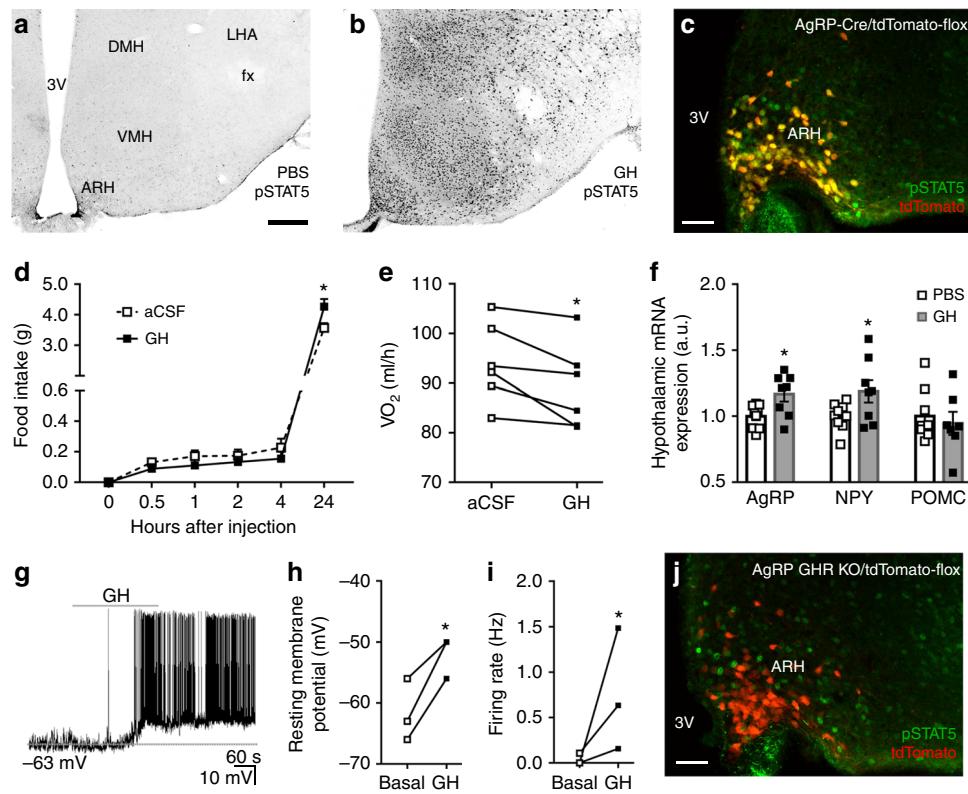 a
DMH
LHA
3V
fx
VMH
ARH
PBS
pSTAT5
b
GH
pSTAT5
c
AgRP-Cre/tdTomato-flox
3V
ARH
pSTAT5
tdTomato
d
Food intake (g)
5.0
4.0
3.0
0.6
0.4
0.2
0.0
aCSF
GH
*
0 0.5 1 2 4 24
Hours after injection
e
VO2 (ml/h)
110
100
90
80
70
*
aCSF GH
f
Hypothalamic mRNA
expression (a.u.)
2.0
1.5
1.0
0.5
PBS
GH
* *
AgRP NPY POMC
g
GH
–63 mV
60 s
10 mV
h
Resting membrane
potential (mV)
–40
–50
–60
–70
*
Basal GH
i
Firing rate (Hz)
2.0
1.5
1.0
0.5
0.0
*
Basal GH
j
AgRP GHR KO/tdTomato-flox
ARH
3V
pSTAT5
tdTomato